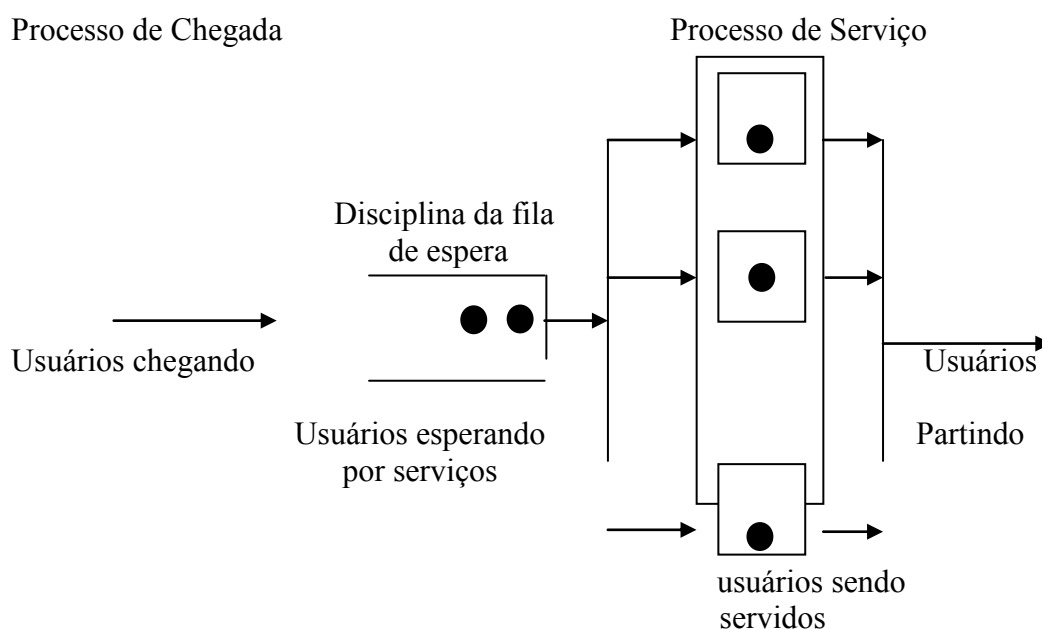 Processo de Chegada
Processo de Serviço
Disciplina da fila
de espera
Usuários chegando
Usuários
Usuários esperando
por serviços
Partindo
usuários sendo
servidos